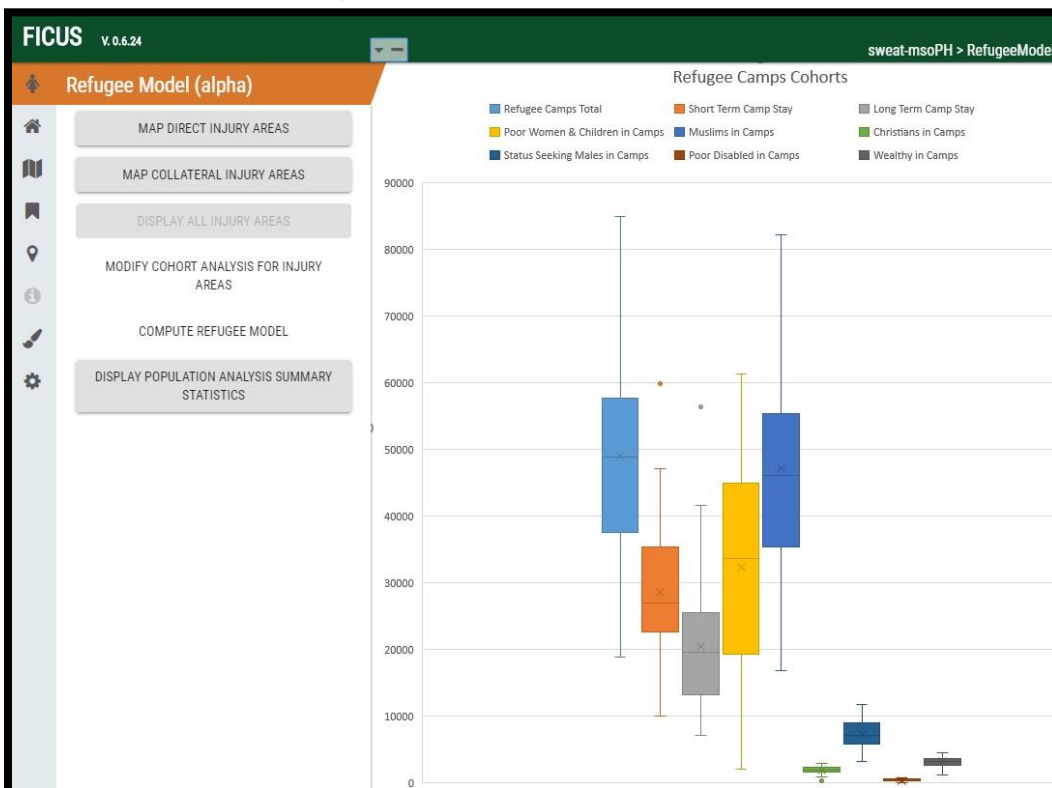 FICUS V. 0.6.24
sweat-msoPH > RefugeeModel
Refugee Model (alpha)
MAP DIRECT INJURY AREAS
MAP COLLATERAL INJURY AREAS
DISPLAY ALL INJURY AREAS
MODIFY COHORT ANALYSIS FOR INJURY
AREAS
COMPUTE REFUGEE MODEL
DISPLAY POPULATION ANALYSIS SUMMARY
STATISTICS
Refugee Camps Cohorts
Refugee Camps Total Short Term Camp Stay Long Term Camp Stay
Poor Women & Children in Camps Muslims in Camps Christians in Camps
Status Seeking Males in Camps Poor Disabled in Camps Wealthy in Camps
90000
80000
70000
60000
50000
40000
30000
20000
10000
0